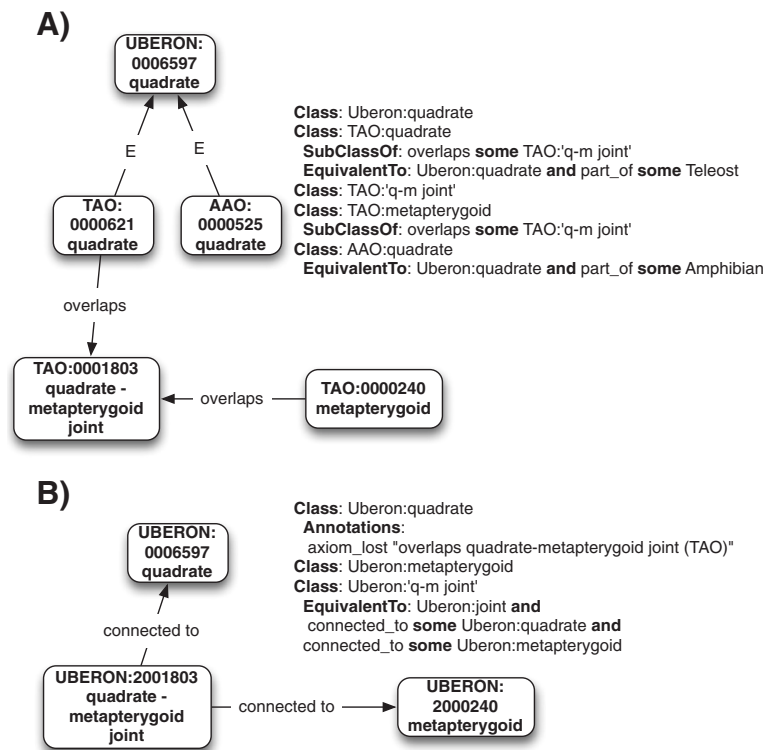 A)
UBERON:
0006597
quadrate
E
E
TAO:
0000621
quadrate
AAO:
0000525
quadrate
overlaps
TAO:0001803
quadrate -
metapterygoid
joint
overlaps
TAO:0000240
metapterygoid
Class: Uberon:quadrate
Class: TAO:quadrate
SubClassOf: overlaps some TAO:'q-m joint'
EquivalentTo: Uberon:quadrate and part_of some Teleost
Class: TAO:'q-m joint'
Class: TAO:metapterygoid
SubClassOf: overlaps some TAO:'q-m joint'
Class: AAO:quadrate
EquivalentTo: Uberon:quadrate and part_of some Amphibian
B)
UBERON:
0006597
quadrate
connected to
UBERON:2001803
quadrate -
metapterygoid
joint
connected to
UBERON:
2000240
metapterygoid
Class: Uberon:quadrate
Annotations:
axiom_lost "overlaps quadrate-metapterygoid joint (TAO)"
Class: Uberon:metapterygoid
Class: Uberon:'q-m joint'
EquivalentTo: Uberon:joint and
connected_to some Uberon:quadrate and
connected_to some Uberon:metapterygoid